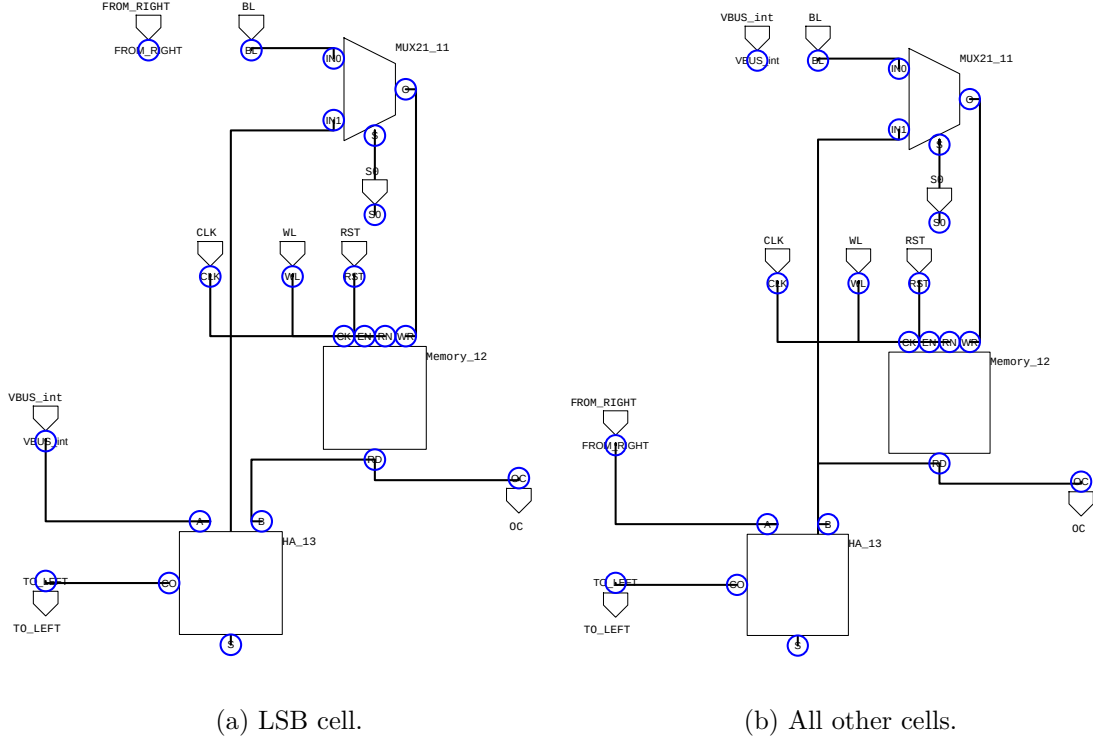 FROM_RIGHT
BL
FROM_RIGHT
BL
IN0
MUX21_11
O
IN1
S
S0
S0
CLK
WL
RST
CLK
WL
RST
CK EN RN WR
Memory_12
VBUS_int
VBUS_int
RD
OC
OC
A
B
HA_13
TO_LEFT
CO
TO_LEFT
S
(a) LSB cell.
VBUS_int
BL
VBUS_int
BL
IN0
MUX21_11
O
IN1
S
S0
S0
CLK
WL
RST
CLK
WL
RST
CK EN RN WR
Memory_12
FROM_RIGHT
FROM_RIGHT
RD
OC
OC
A
B
HA_13
TO_LEFT
CO
TO_LEFT
S
(b) All other cells.